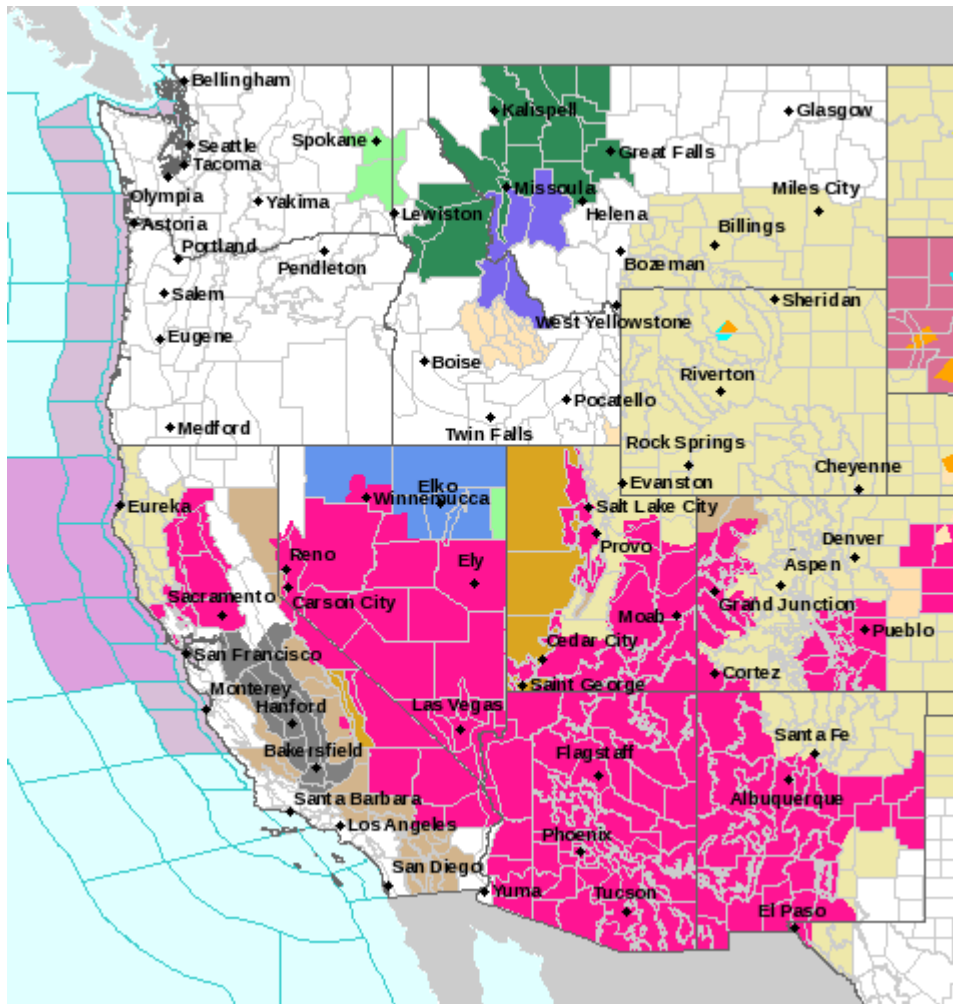 Bellingham
Kalispell
Glasgow
Spokane
Seattle
Great Falls
Tacoma
Missoula
Miles City
Olympia
Yakima
Lewiston
Helena
Astoria
Billings
Portland
Pendleton
Bozeman
Salem
Sheridan
West Yellowstone
Eugene
Boise
Riverton
Pocatello
Medford
Twin Falls
Rock Springs
Cheyenne
Elko
Evanston
Eureka
Winnemucca
Salt Lake City
Denver
Provo
Reno
Ely
Aspen
Sacramento
Carson City
Grand Junction
Moab
Pueblo
Cedar City
San Francisco
Cortez
Saint George
Monterey
Hanford
Las Vegas
Bakersfield
Flagstaff
Santa Fe
Santa Barbara
Albuquerque
Los Angeles
Phoenix
San Diego
Yuma
Tucson
El Paso